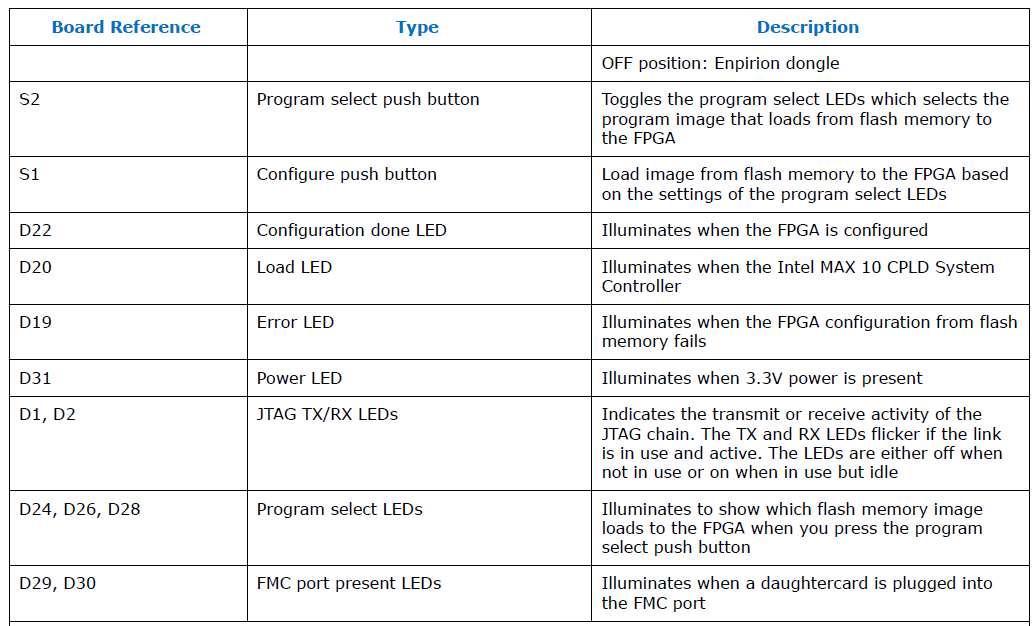 Board Reference Type Description
OFF position: Enpirion dongle
S2 Program select push button Toggles the program select LEDs which selects the
program image that loads from flash memory to
the FPGA
S1 Configure push button Load image from flash memory to the FPGA based
on the settings of the program select LEDs
D22 Configuration done LED Illuminates when the FPGA is configured
D20 Load LED Illuminates when the Intel MAX 10 CPLD System
Controller
D19 Error LED Illuminates when the FPGA configuration from flash
memory fails
D31 Power LED Illuminates when 3.3V power is present
D1, D2 JTAG TX/RX LEDs Indicates the transmit or receive activity of the
JTAG chain. The TX and RX LEDs flicker if the link
is in use and active. The LEDs are either off when
not in use or on when in use but idle
D24, D26, D28 Program select LEDs Illuminates to show which flash memory image
loads to the FPGA when you press the program
select push button
D29, D30 FMC port present LEDs Illuminates when a daughtercard is plugged into
the FMC port